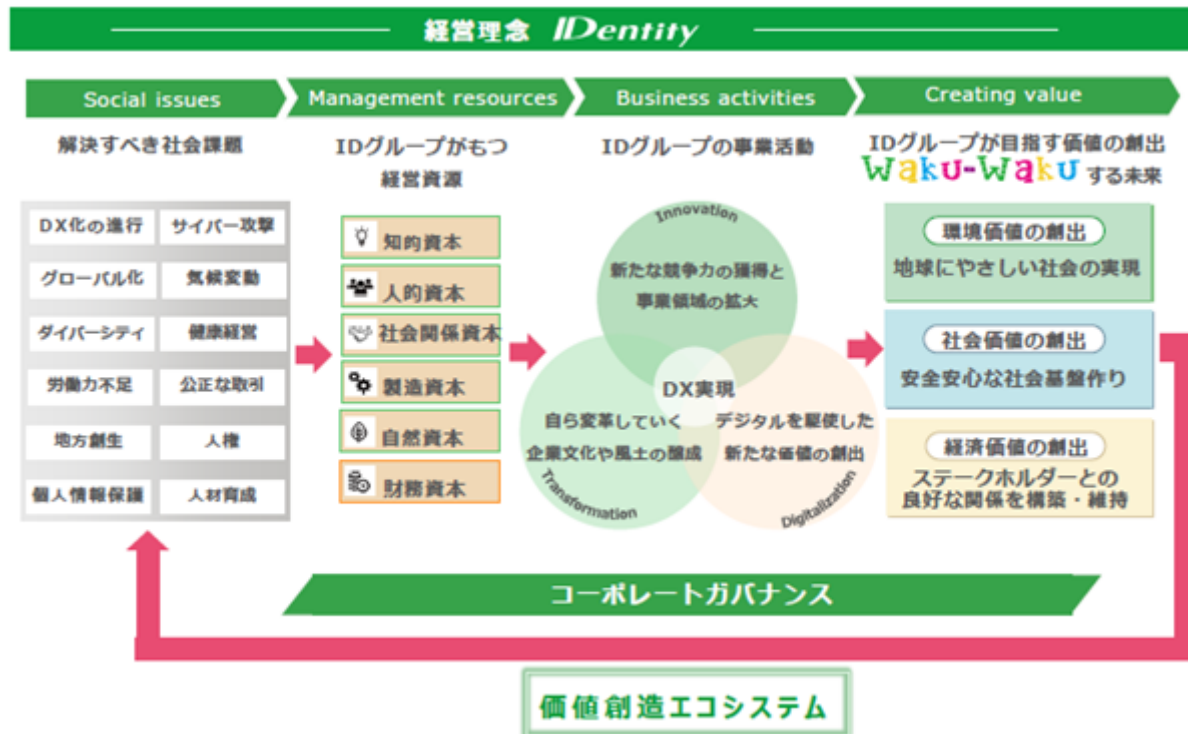 経営理念 IDentity
Social issues
Management resources
Business activities
Creating value
解決すべき社会課題
IDグループがもつ
経営資源
IDグループの事業活動
IDグループが目指す価値の創出
Waku-Wakuする未来
DX化の進行
サイバー攻撃
グローバル化
気候変動
ダイバーシティ
健康経営
労働力不足
公正な取引
地方創生
人権
個人情報保護
人材育成
知的資本
人的資本
社会関係資本
製造資本
自然資本
財務資本
Innovation
新たな競争力の獲得と
事業領域の拡大
DX実現
自ら変革していく
企業文化や風土の醸成
Transformation
デジタルを駆使した
新たな価値の創出
Digitalization
環境価値の創出
地球にやさしい社会の実現
社会価値の創出
安全安心な社会基盤作り
経済価値の創出
ステークホルダーとの
良好な関係を構築・維持
コーポレートガバナンス
価値創造エコシステム